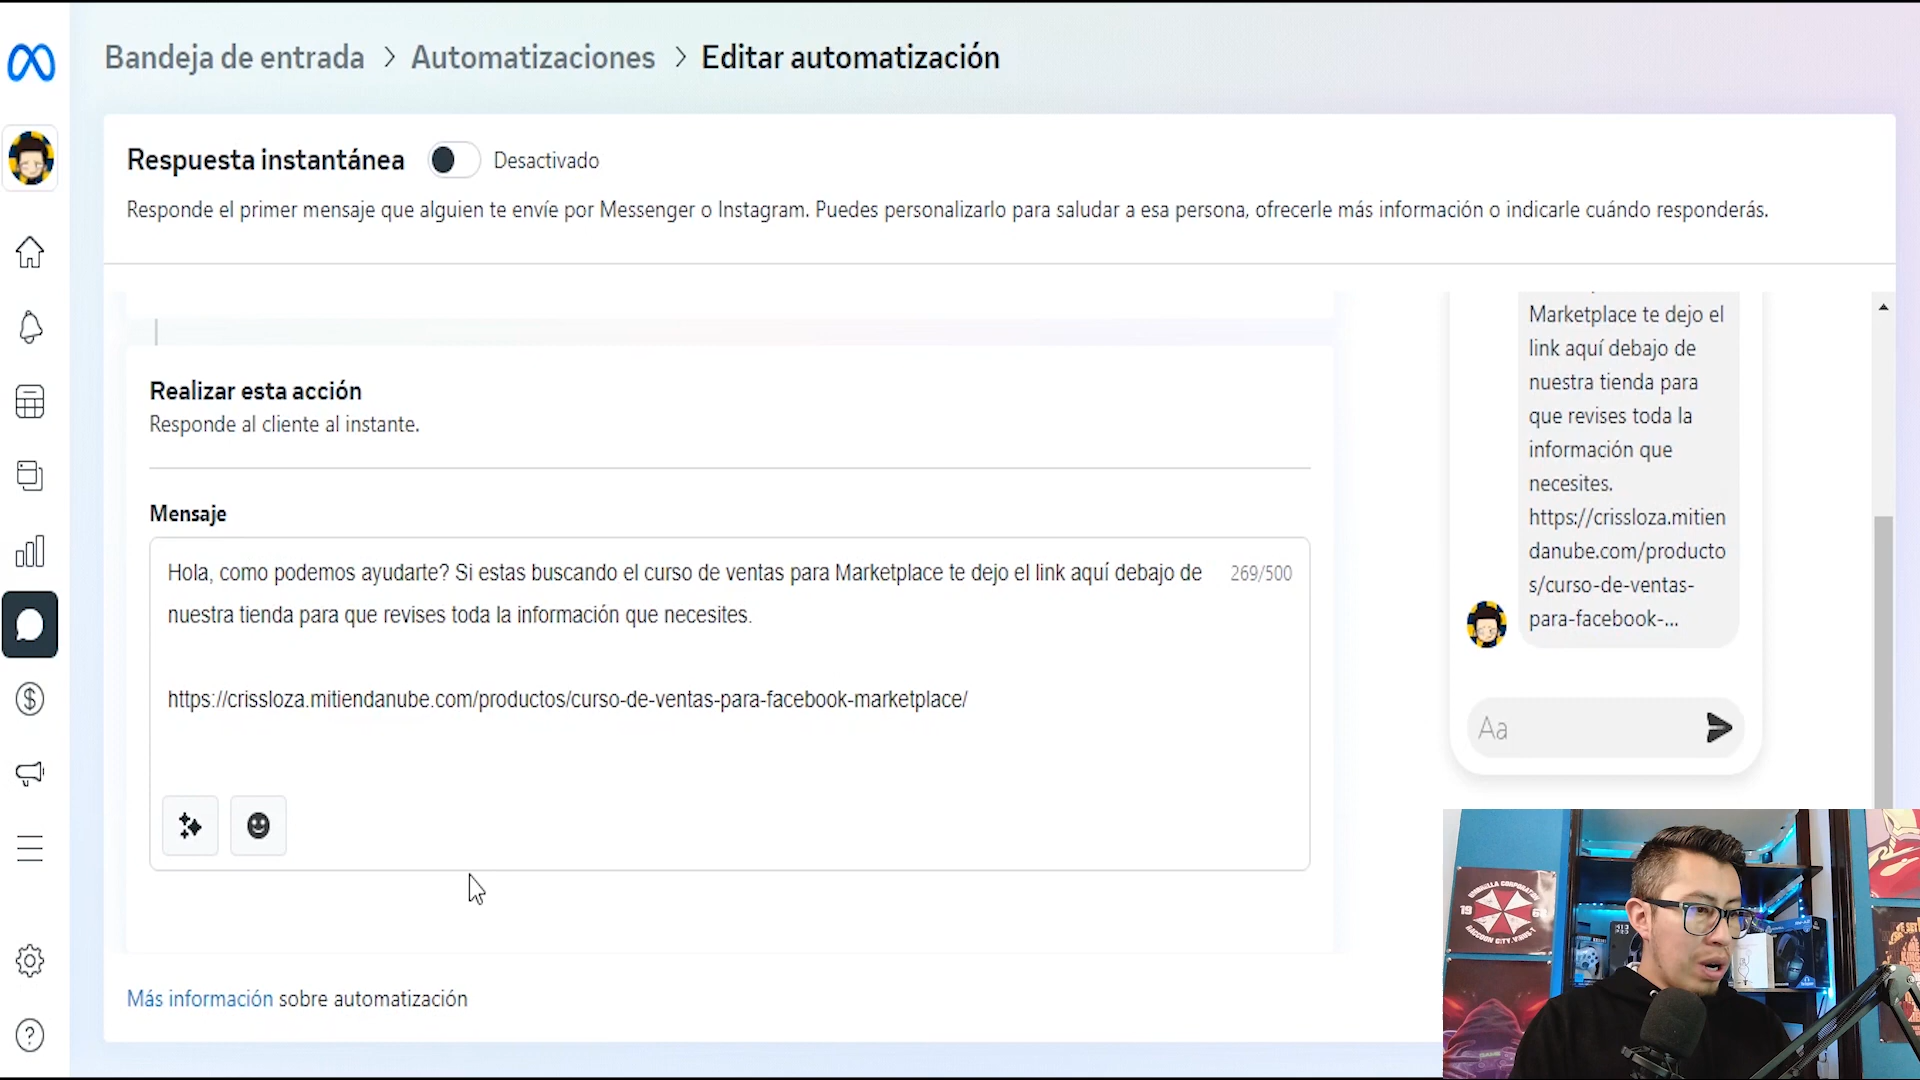 Bandeja de entrada > Automatizaciones > Editar automatización
Respuesta instantánea Desactivado
Responde el primer mensaje que alguien te envíe por Messenger o Instagram. Puedes personalizarlo para saludar a esa persona, ofrecerle más información o indicarle cuándo responderás.
Realizar esta acción
Responde al cliente al instante.
Mensaje
Hola, como podemos ayudarte? Si estas buscando el curso de ventas para Marketplace te dejo el link aquí debajo de
nuestra tienda para que revises toda la información que necesites.
269/500
https://crissloza.mitiendanube.com/productos/curso-de-ventas-para-facebook-marketplace/
Más información sobre automatización
Marketplace te dejo el
link aquí debajo de
nuestra tienda para
que revises toda la
información que
necesites.
https://crissloza.mitien
danube.com/producto
s/curso-de-ventas-
para-facebook-...
Aa
UMBRELLA CORPORATION
19 68
RACCOON CITY